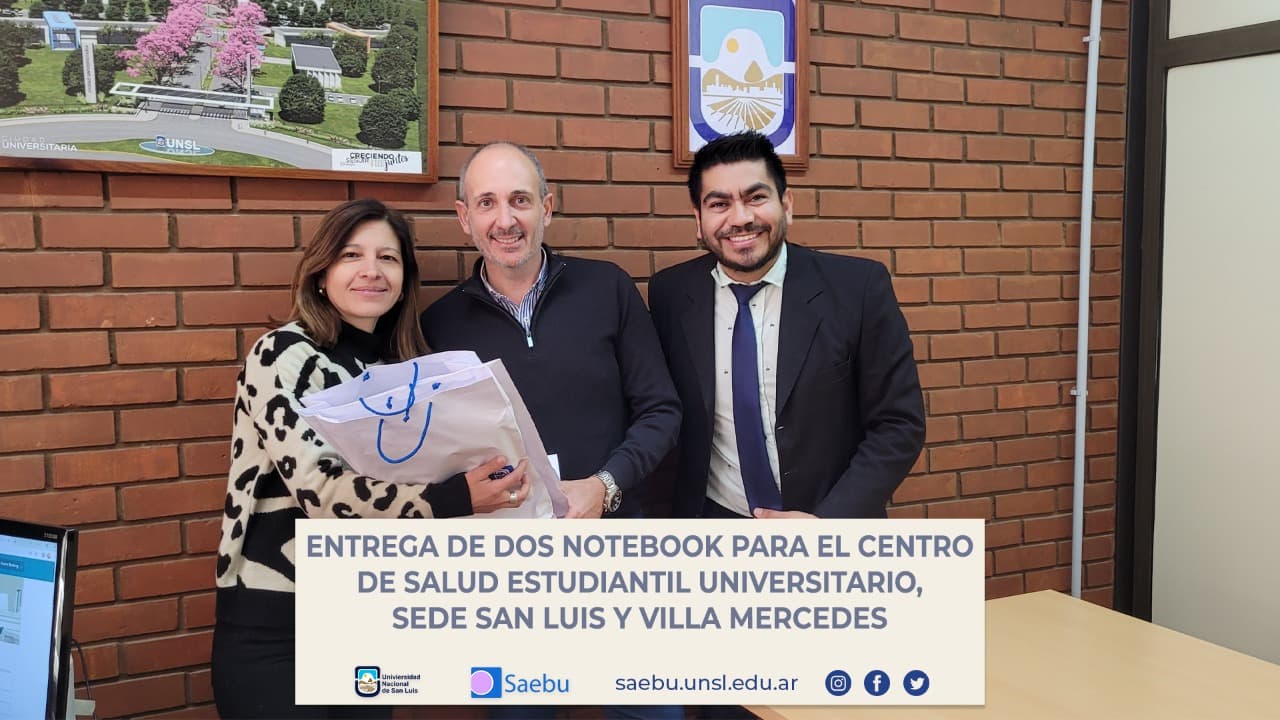 UNIVERSITARIA
UNSL
CRECIENDO
juntos
ENTREGA DE DOS NOTEBOOK PARA EL CENTRO
DE SALUD ESTUDIANTIL UNIVERSITARIO,
SEDE SAN LUIS Y VILLA MERCEDES
Universidad
Nacional
de San Luis
Saebu
saebu.unsl.edu.ar